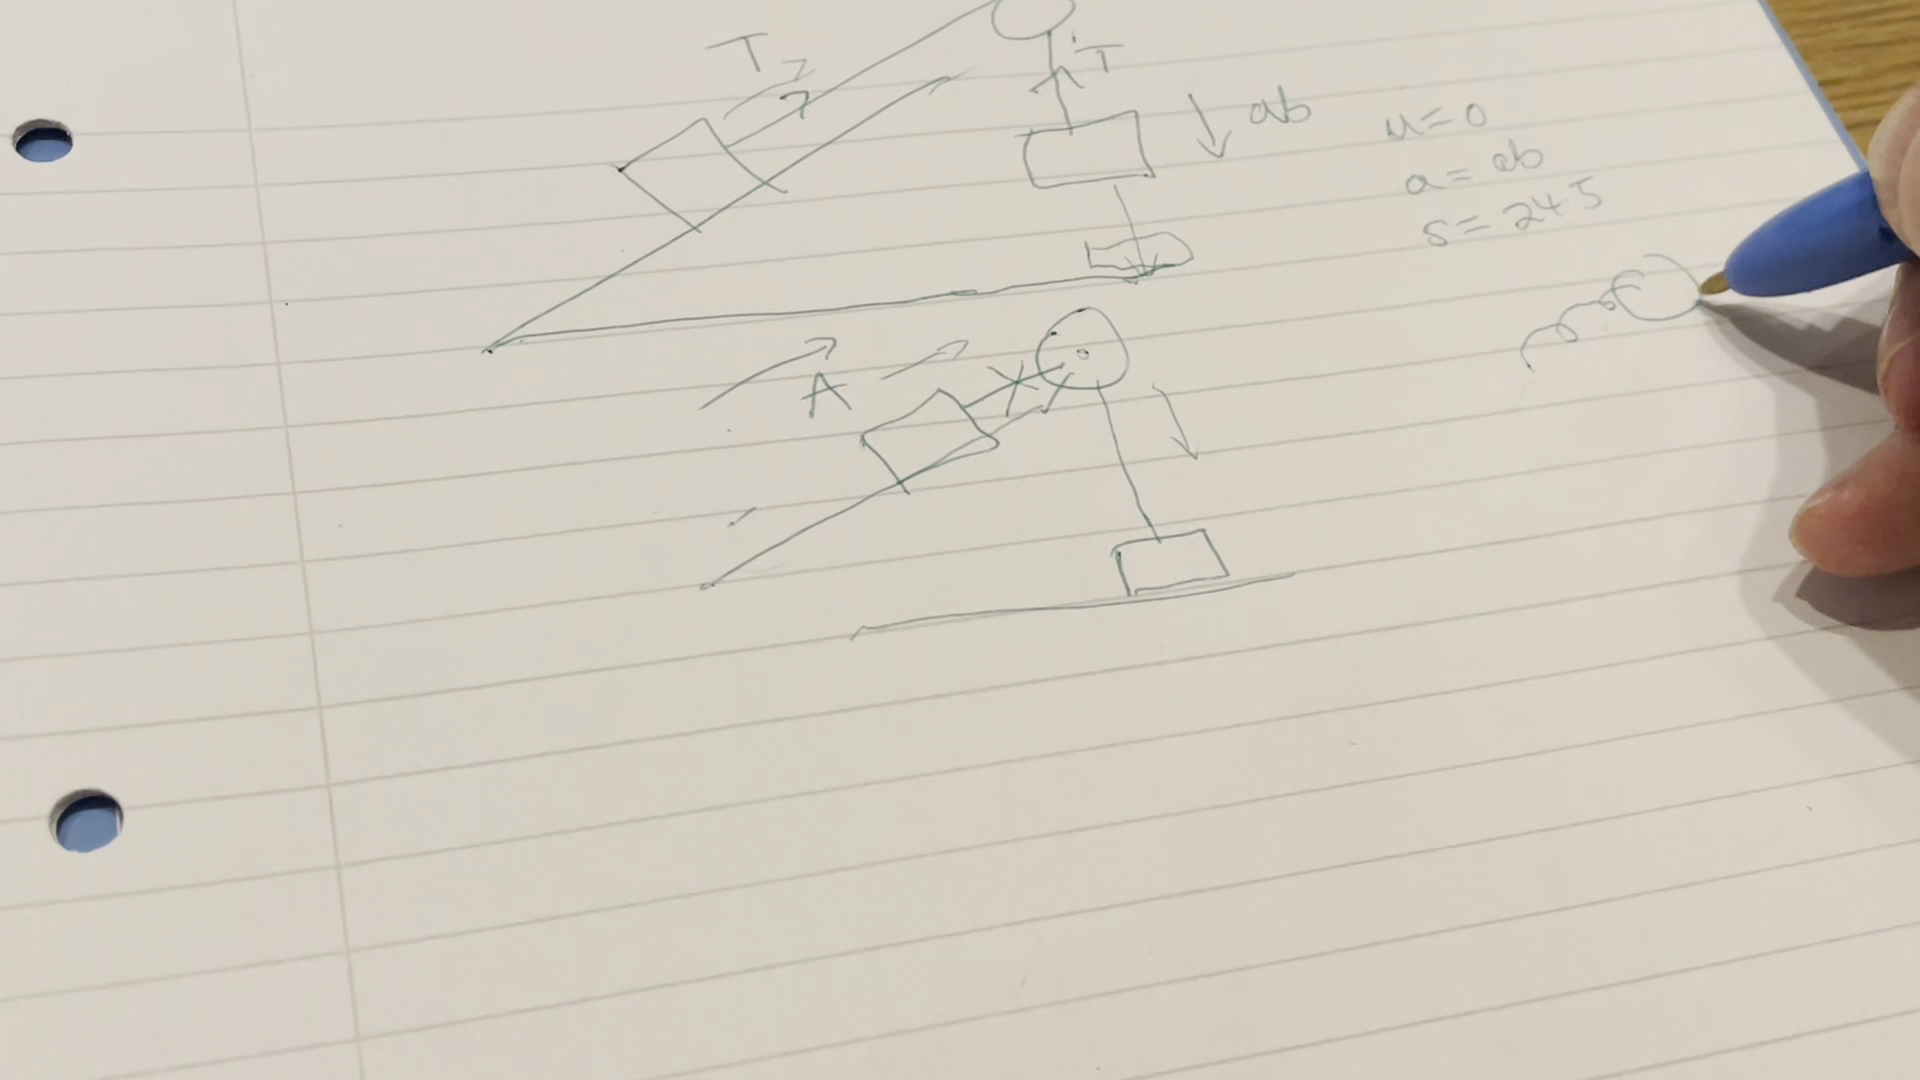 T
T
ab
u=0
a = ab
s = 245
A